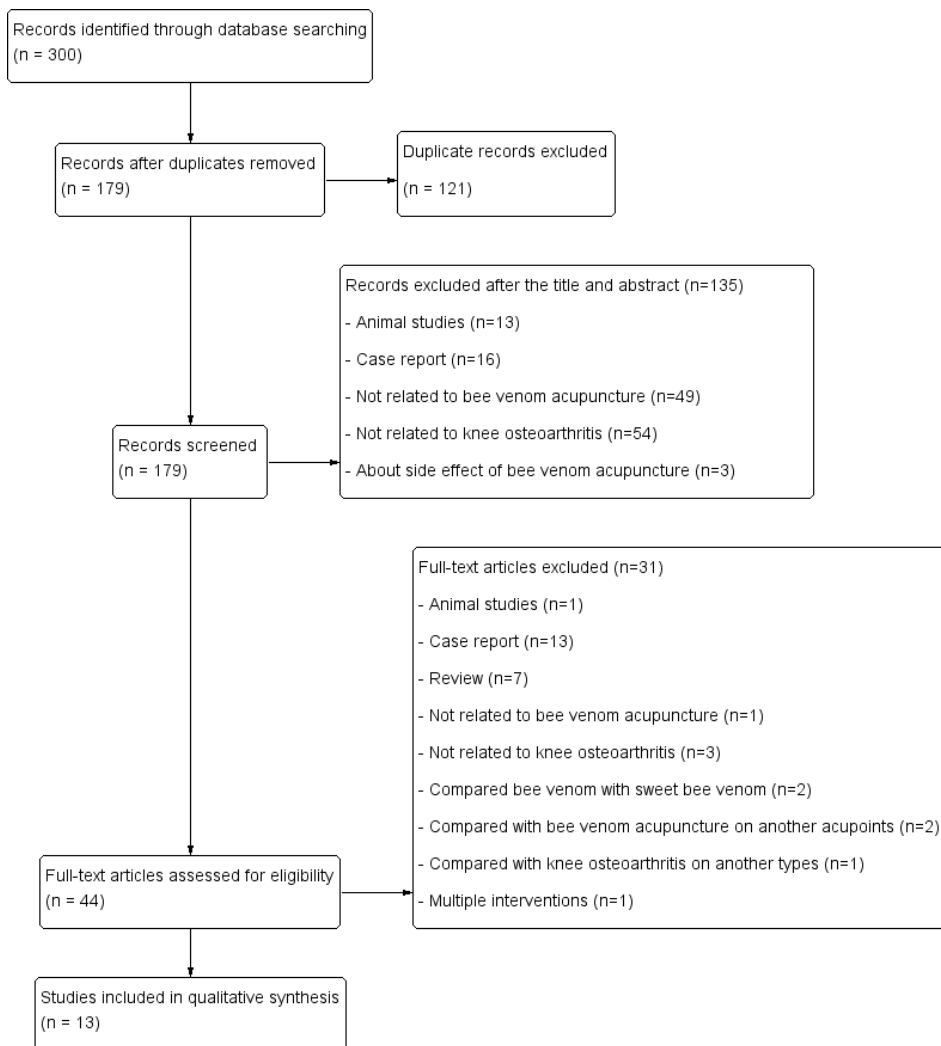 Records identified through database searching
(n = 300)
Records after duplicates removed
(n = 179)
Duplicate records excluded
(n = 121)
Records excluded after the title and abstract (n=135)
- Animal studies (n=13)
- Case report (n=16)
- Not related to bee venom acupuncture (n=49)
- Not related to knee osteoarthritis (n=54)
- About side effect of bee venom acupuncture (n=3)
Records screened
(n = 179)
Full-text articles excluded (n=31)
- Animal studies (n=1)
- Case report (n=13)
- Review (n=7)
- Not related to bee venom acupuncture (n=1)
- Not related to knee osteoarthritis (n=3)
- Compared bee venom with sweet bee venom (n=2)
- Compared with bee venom acupuncture on another acupoints (n=2)
- Compared with knee osteoarthritis on another types (n=1)
- Multiple interventions (n=1)
Full-text articles assessed for eligibility
(n = 44)
Studies included in qualitative synthesis
(n = 13)